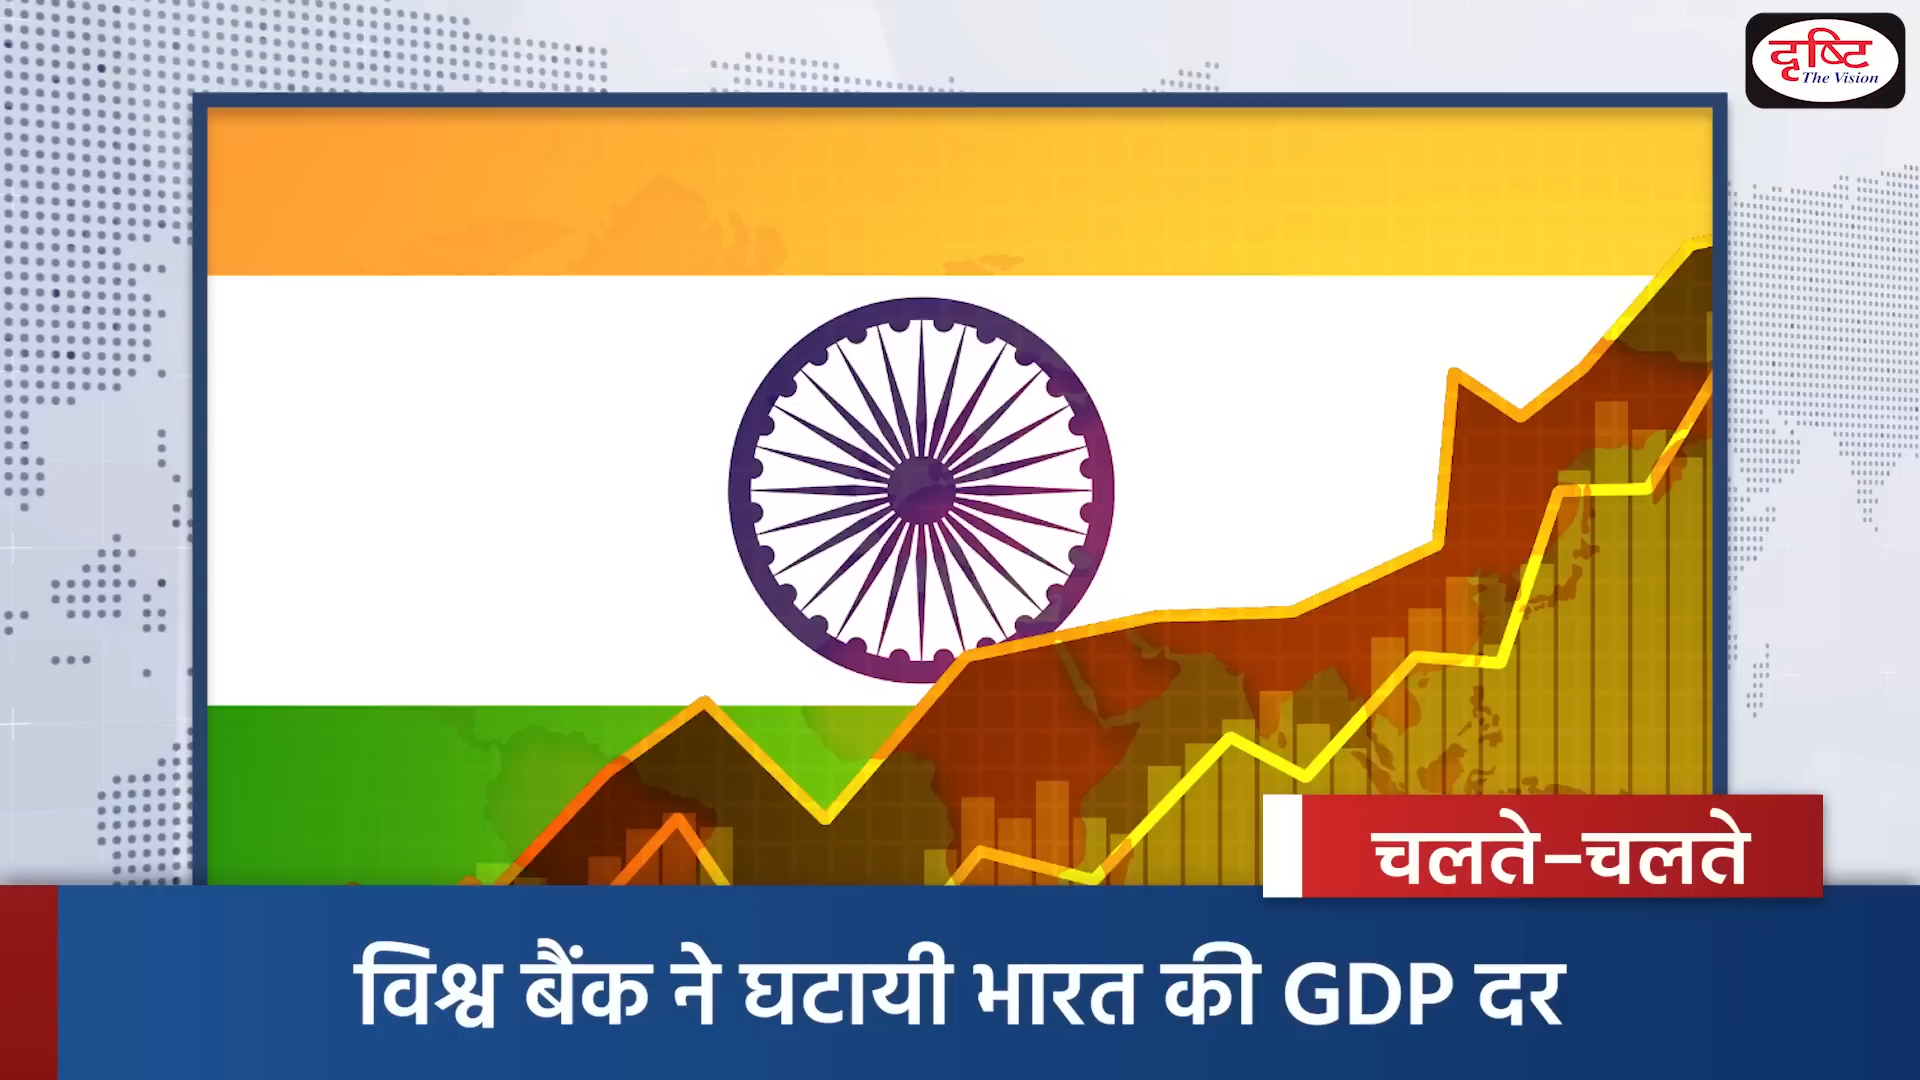 दृष्टि
The Vision
चलते-चलते
विश्व बैंक ने घटायी भारत की GDP दर